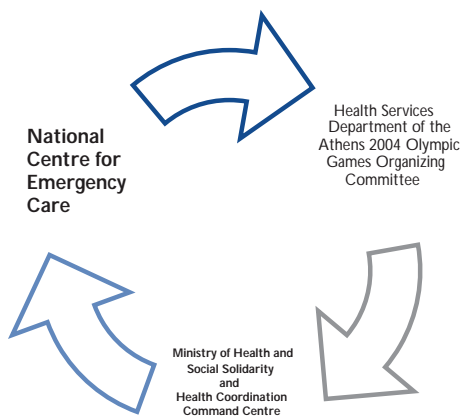 National
Centre for
Emergency
Care
Health Services
Department of the
Athens 2004 Olympic
Games Organizing
Committee
Ministry of Health and
Social Solidarity
and
Health Coordination
Command Centre